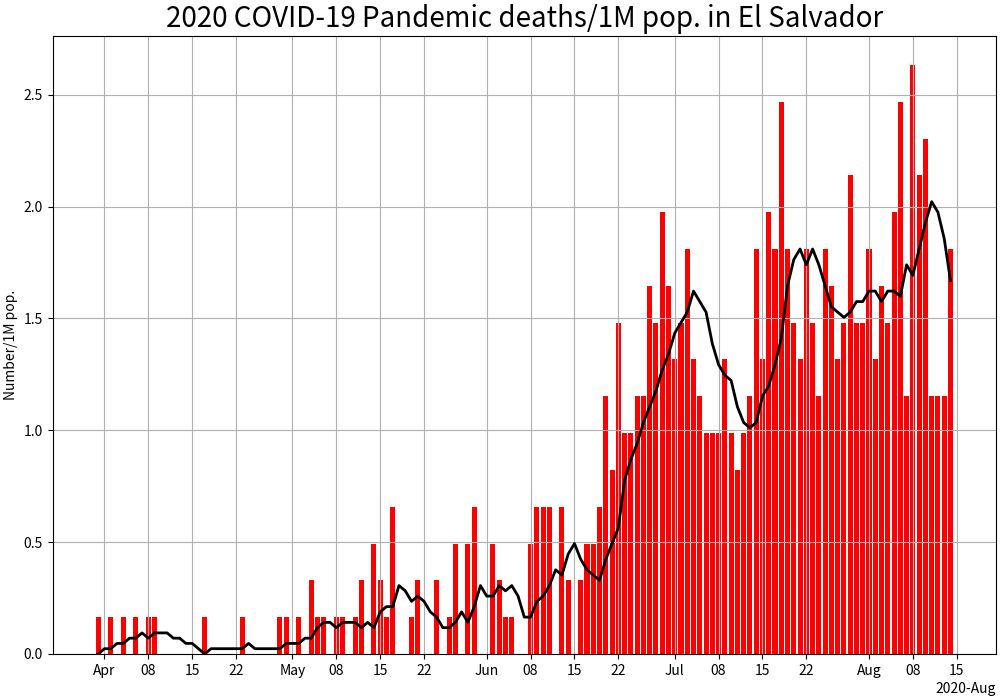 2020 COVID-19 Pandemic deaths/1M pop. in El Salvador
Number/1M pop.
2.5
2.0
1.5
1.0
0.5
0.0
Apr 08 15 22 May 08 15 22 Jun 08 15 22 Jul 08 15 22 Aug 08 15
2020-Aug